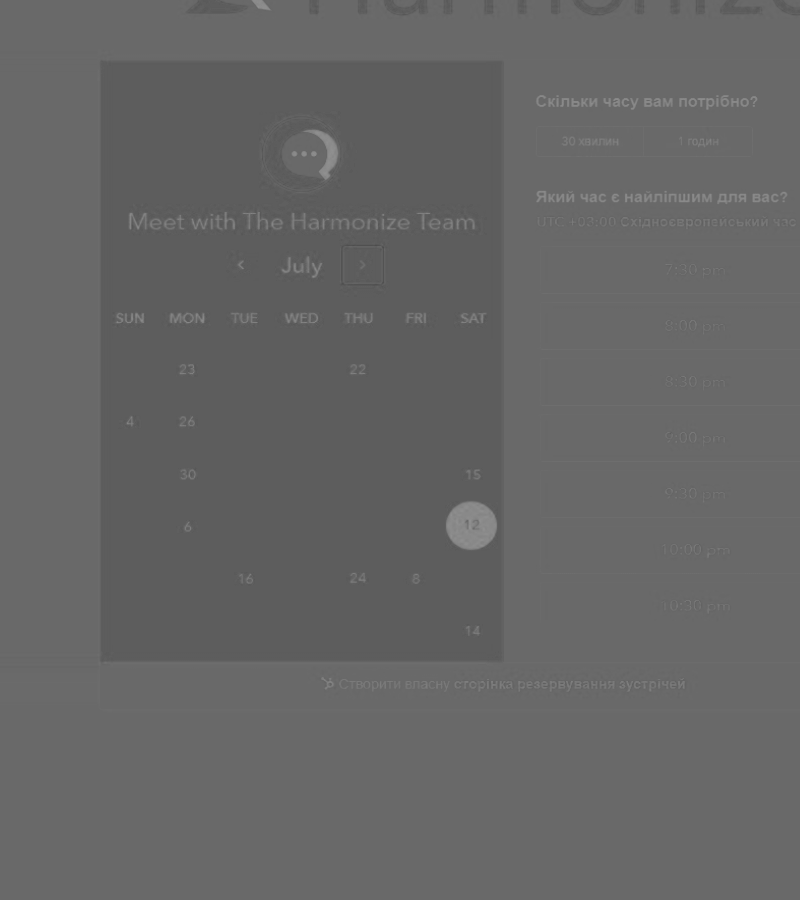 Harmonize
Meet with The Harmonize Team
July
SUN MON TUE WED THU FRI SAT
23 22
4 26
30 15
6 12
16 24 8
14
Скільки часу вам потрібно?
30 хвилин 1 годин
Який час є найліпшим для вас?
UTC +03:00 Східноєвропейський час
7:30 pm
8:00 pm
8:30 pm
9:00 pm
9:30 pm
10:00 pm
10:30 pm
Створити власну сторінка резервування зустрічей